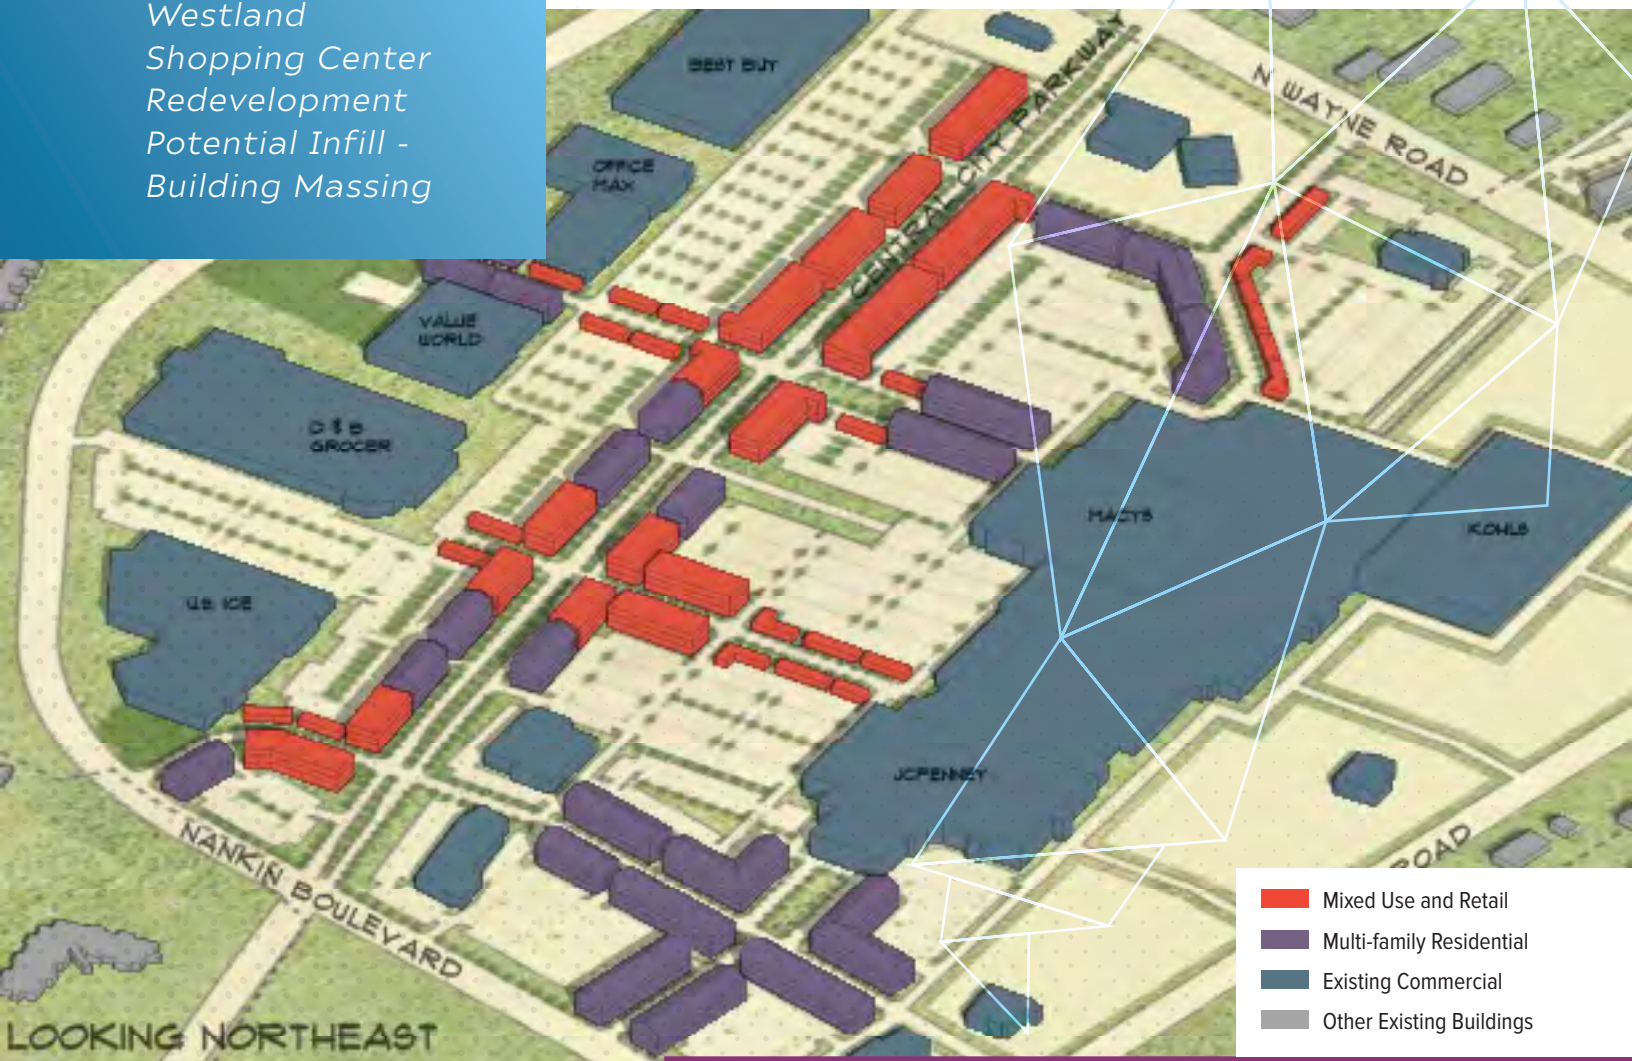 Westland
Shopping Center
Redevelopment
Potential Infill -
Building Massing
BEST BUY
OFFICE
MAX
CENTRAL CITY PARKWAY
N WAYNE ROAD
VALUE
WORLD
D & B
GROCER
MACYS
KOHLS
U.S. ICE
JCPENNEY
NANKIN BOULEVARD
ROAD
LOOKING NORTHEAST
Mixed Use and Retail
Multi-family Residential
Existing Commercial
Other Existing Buildings